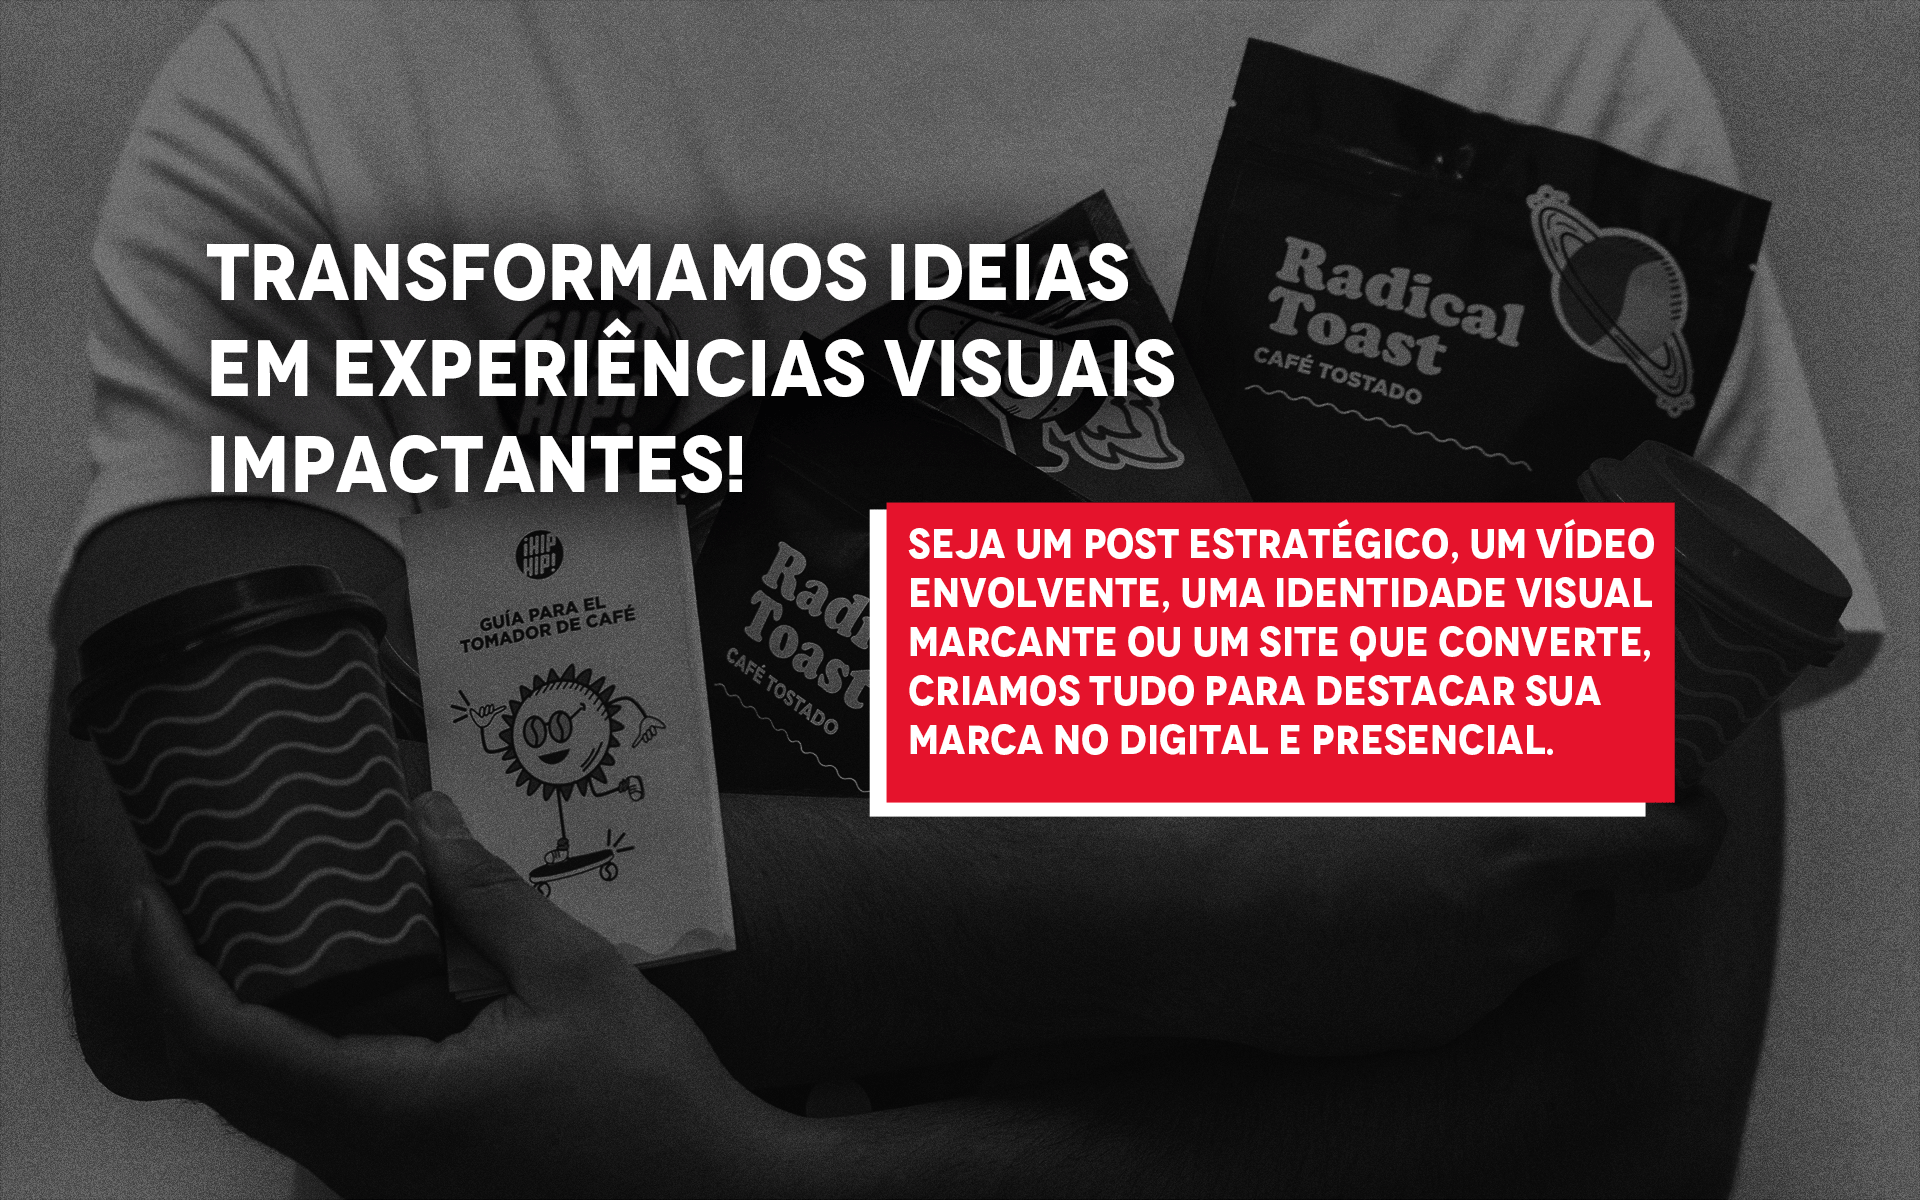 TRANSFORMAMOS IDEIAS
EM EXPERIÊNCIAS VISUAIS
IMPACTANTES!
SEJA UM POST ESTRATÉGICO, UM VÍDEO
ENVOLVENTE, UMA IDENTIDADE VISUAL
MARCANTE OU UM SITE QUE CONVERTE,
CRIAMOS TUDO PARA DESTACAR SUA
MARCA NO DIGITAL E PRESENCIAL.
Radical
Toast
CAFÉ TOSTADO
¡HIP
HIP!
GUÍA PARA EL
TOMADOR DE CAFÉ
Toast
CAFÉ TOSTADO